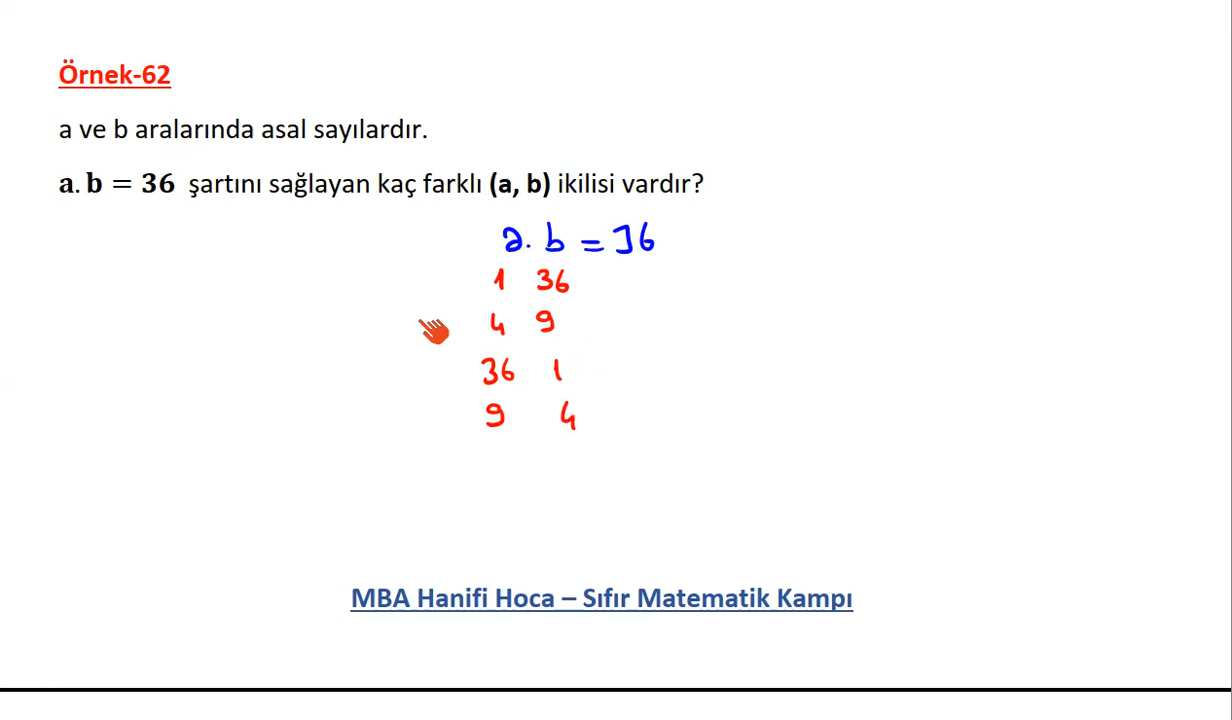 Örnek-62
a ve b aralarında asal sayılardır.
a. b = 36 şartını sağlayan kaç farklı (a, b) ikilisi vardır?
a. b = 36
1 36
4 9
36 1
9 4
MBA Hanifi Hoca – Sıfır Matematik Kampı